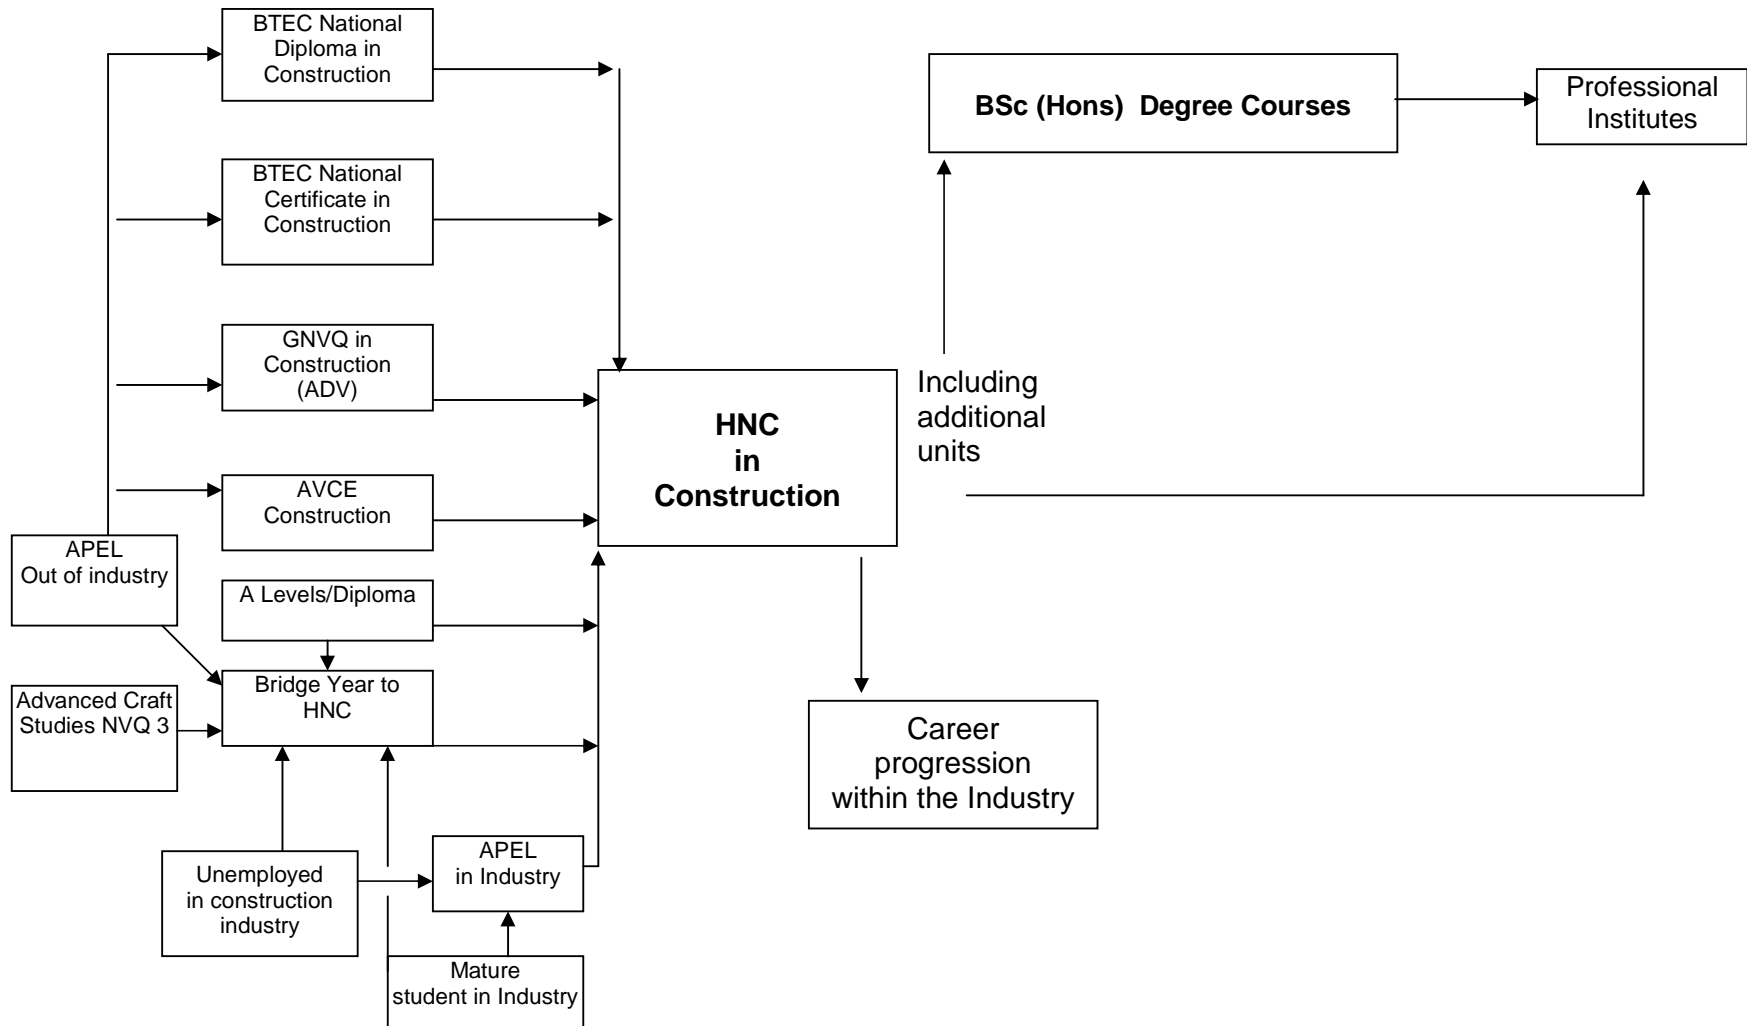 BTEC National
Diploma in
Construction
BSc (Hons)  Degree Courses
Professional
Institutes
BTEC National
Certificate in
Construction
GNVQ in
Construction
(ADV)
HNC
in
Construction
Including
additional
units
AVCE
Construction
APEL
Out of industry
A Levels/Diploma
Bridge Year to
HNC
Advanced Craft
Studies NVQ 3
Career
progression
within the Industry
Unemployed
in construction
industry
APEL
in Industry
Mature
student in Industry